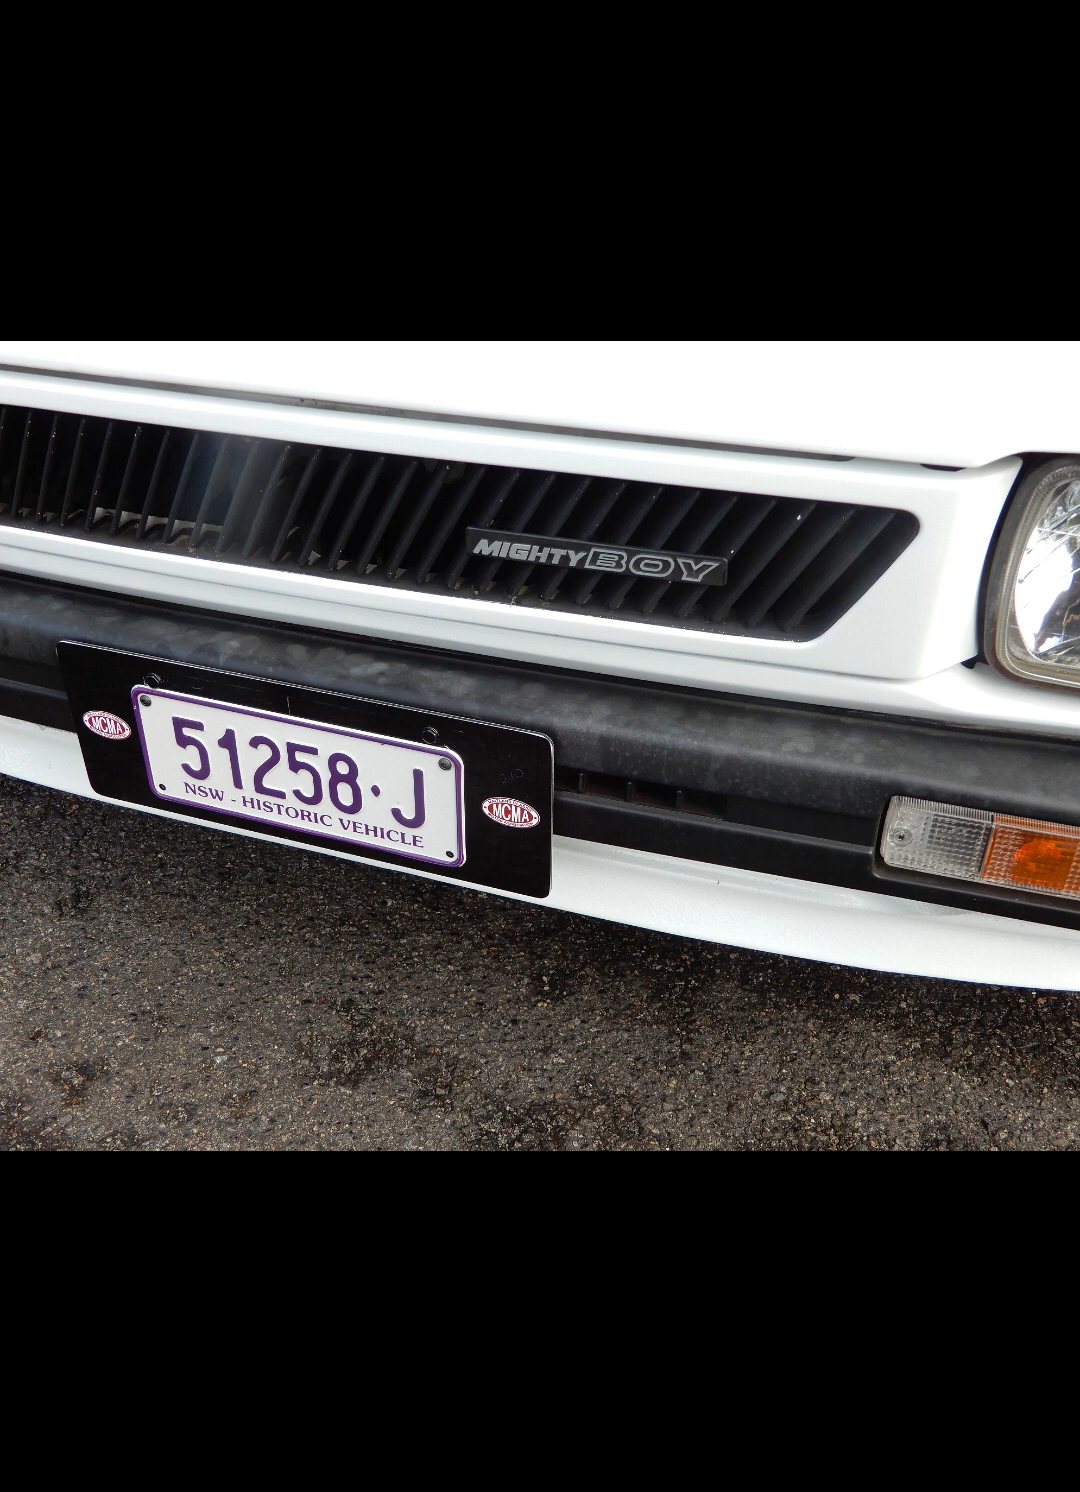 MIGHTYBOY
MCMA
51258·J
NSW - HISTORIC VEHICLE
MCMA